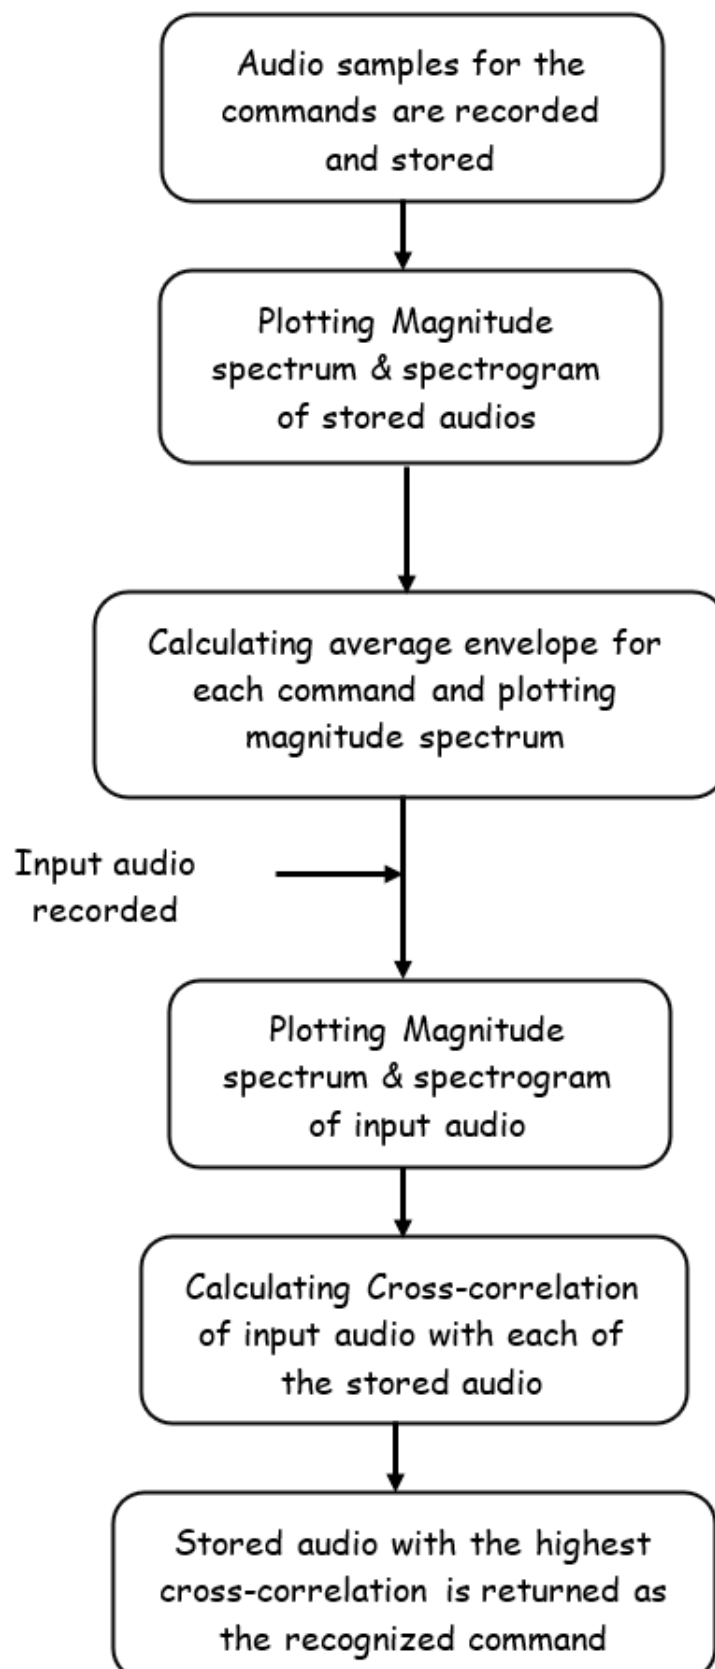 Audio samples for the
commands are recorded
and stored
Plotting Magnitude
spectrum & spectrogram
of stored audios
Calculating average envelope for
each command and plotting
magnitude spectrum
Input audio
recorded
Plotting Magnitude
spectrum & spectrogram
of input audio
Calculating Cross-correlation
of input audio with each of
the stored audio
Stored audio with the highest
cross-correlation is returned as
the recognized command